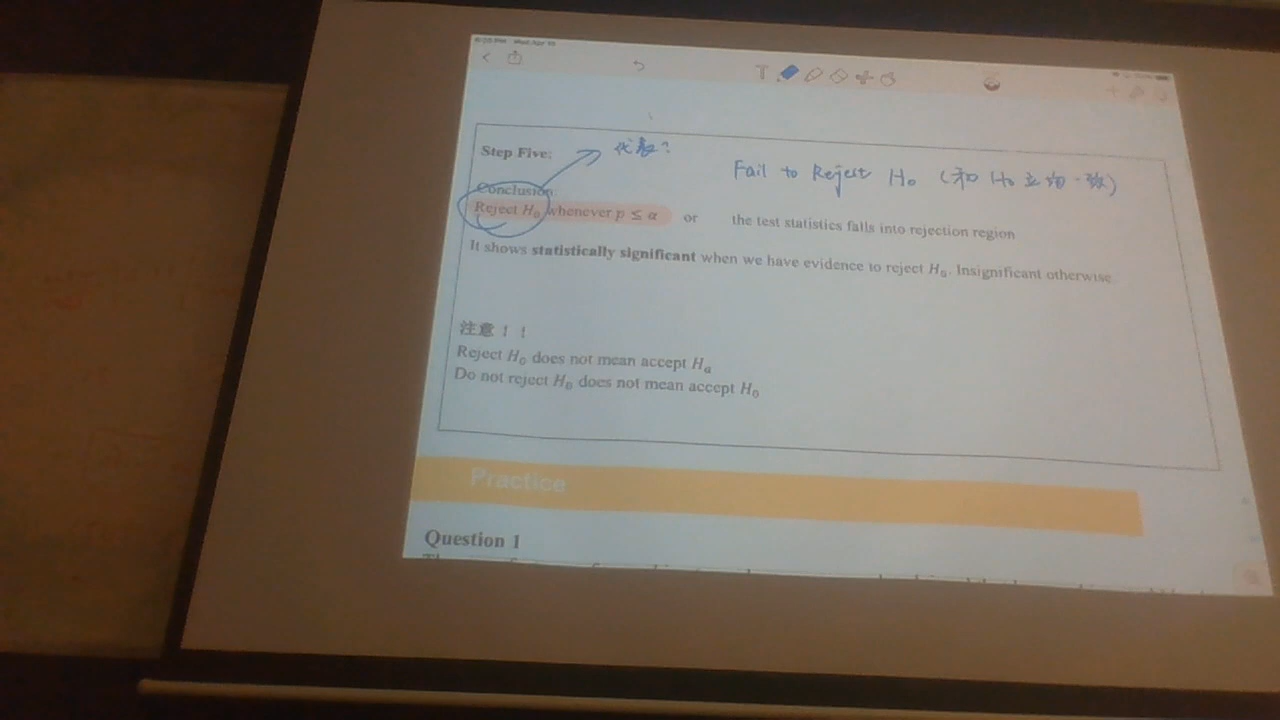 Wed Apr
Step Five:
代表?
Fail to Reject H₀ (和 H₀ 立场一致)
Conclusion:
Reject H₀ whenever p ≤ α or the test statistics falls into rejection region
It shows statistically significant when we have evidence to reject H₀. Insignificant otherwise
注意！！
Reject H₀ does not mean accept Hₐ
Do not reject H₀ does not mean accept H₀
Practice
Question 1